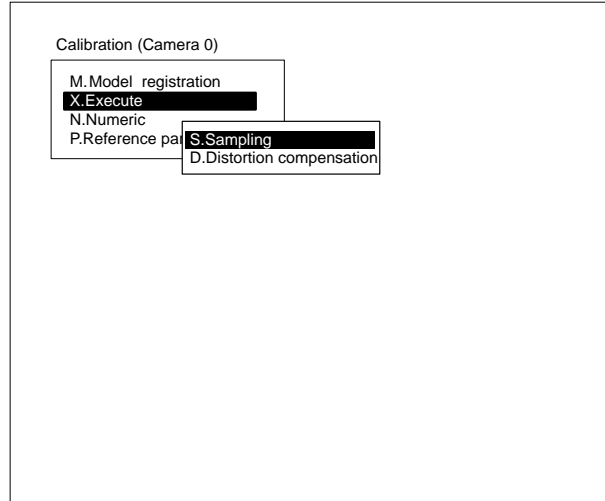 Calibration (Camera 0)
M.Model registration
X.Execute
N.Numeric
P.Reference par
S.Sampling
D.Distortion compensation